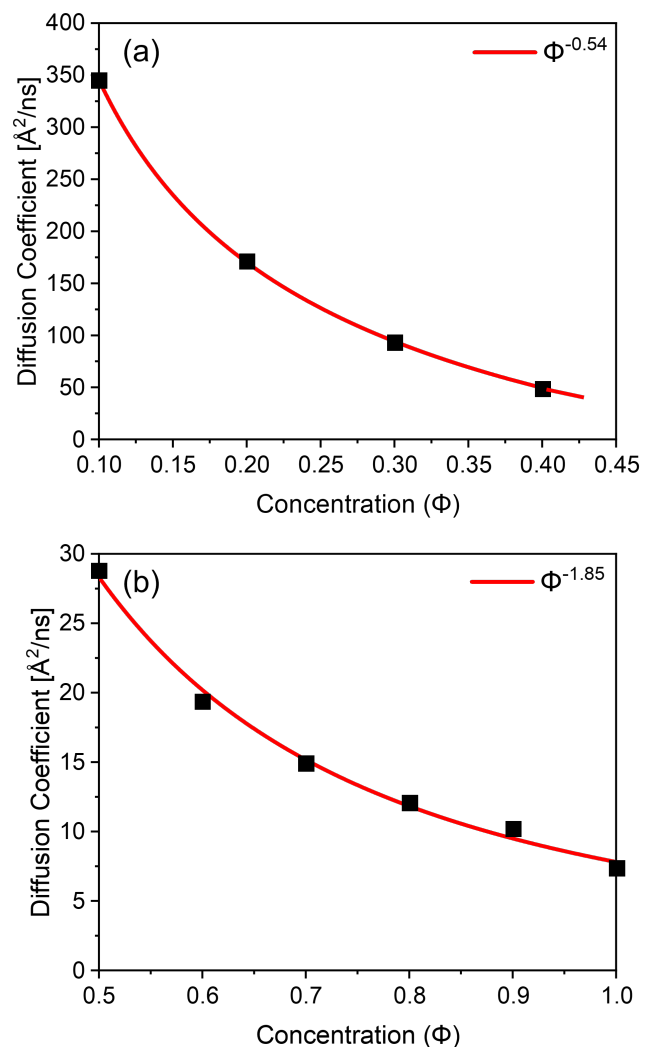 400
350
300
250
200
150
100
50
0
(a)
Φ⁻⁰·⁵⁴
Diffusion Coefficient [Å²/ns]
0.10 0.15 0.20 0.25 0.30 0.35 0.40 0.45
Concentration (Φ)
30
25
20
15
10
5
0
(b)
Φ⁻¹·⁸⁵
Diffusion Coefficient [Å²/ns]
0.5 0.6 0.7 0.8 0.9 1.0
Concentration (Φ)